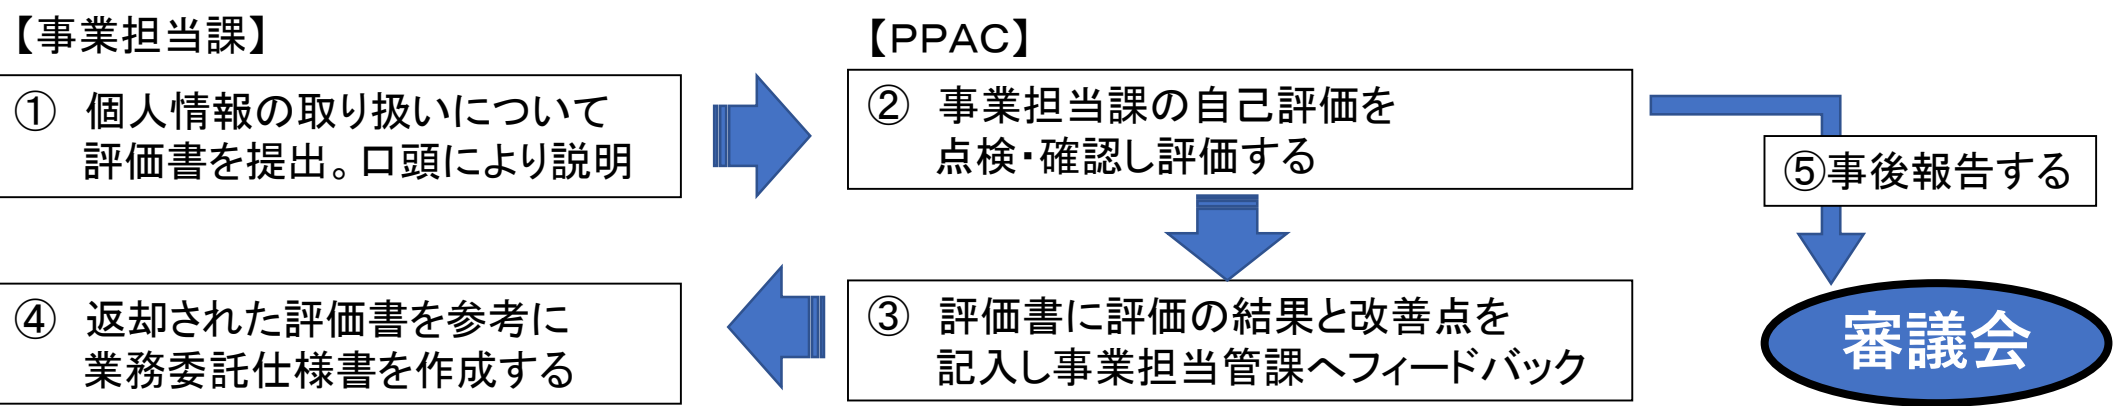 【事業担当課】
① 個人情報の取り扱いについて
評価書を提出。口頭により説明
【PPAC】
② 事業担当課の自己評価を
点検・確認し評価する
⑤事後報告する
④ 返却された評価書を参考に
業務委託仕様書を作成する
③ 評価書に評価の結果と改善点を
記入し事業担当管課へフィードバック
審議会